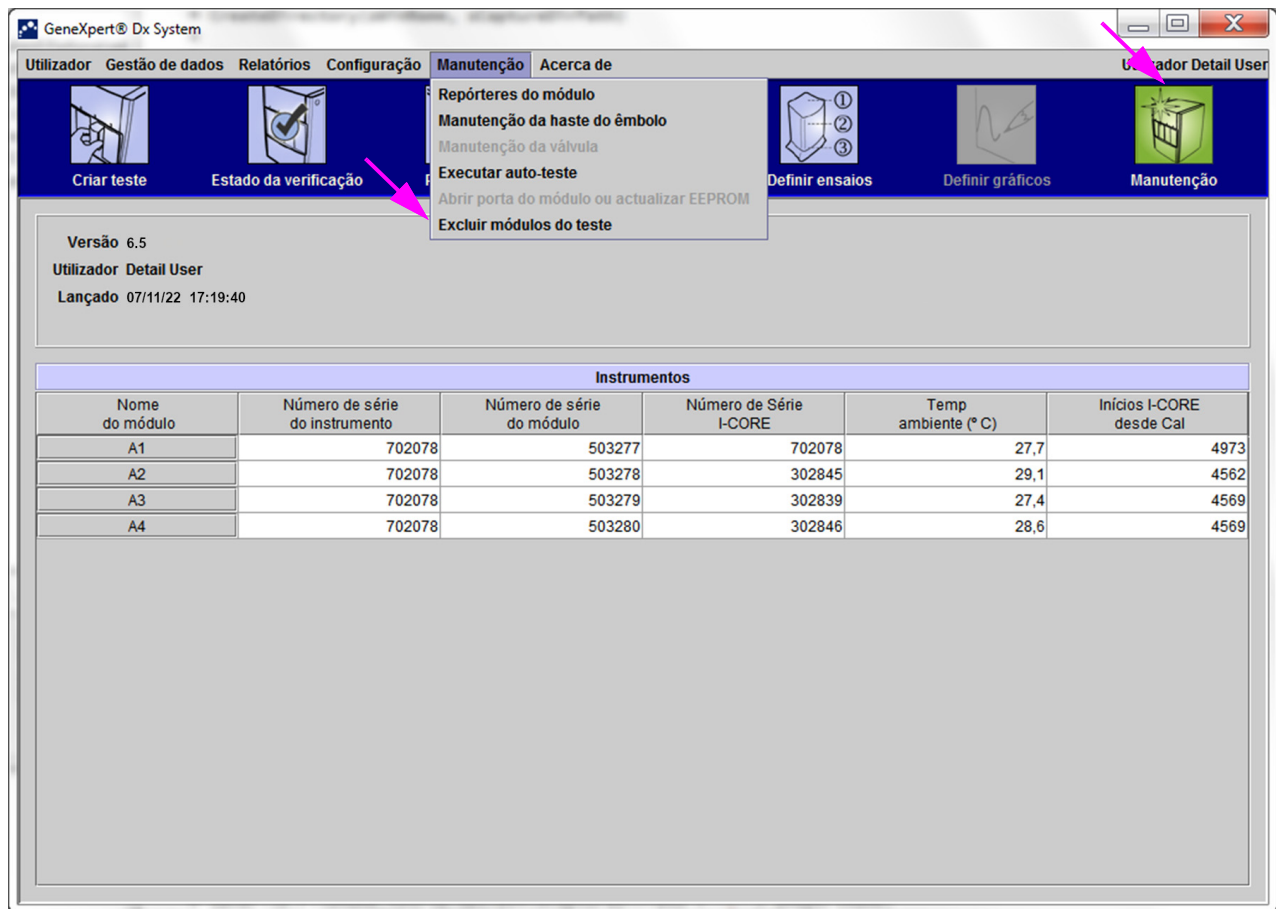 GeneXpert® Dx System
Utilizador Gestão de dados Relatórios Configuração Manutenção Acerca de Detail User
Repórteres do módulo
Manutenção da haste do êmbolo
Manutenção da válvula
Executar auto-teste
Abrir porta do módulo ou actualizar EEPROM
Excluir módulos do teste
Criar teste Estado da verificação Definir ensaios Definir gráficos Manutenção
Versão 6.5
Utilizador Detail User
Lançado 07/11/22 17:19:40
Instrumentos
Nome do módulo Número de série do instrumento Número de série do módulo Número de Série I-CORE Temp ambiente (º C) Inícios I-CORE desde Cal
A1 702078 503277 702078 27,7 4973
A2 702078 503278 302845 29,1 4562
A3 702078 503279 302839 27,4 4569
A4 702078 503280 302846 28,6 4569